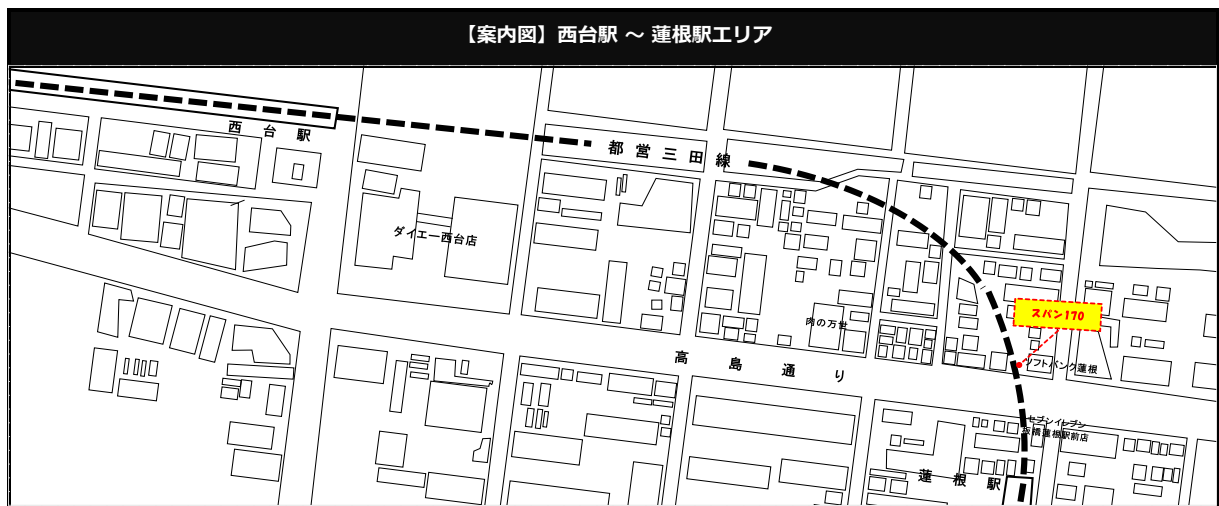 【案内図】西台駅 ～ 蓮根駅エリア
西台駅
都営三田線
ダイエー西台店
肉の万世
スパン170
ソフトバンク蓮根
高島通り
セブンイレブン
板橋蓮根駅前店
蓮根駅